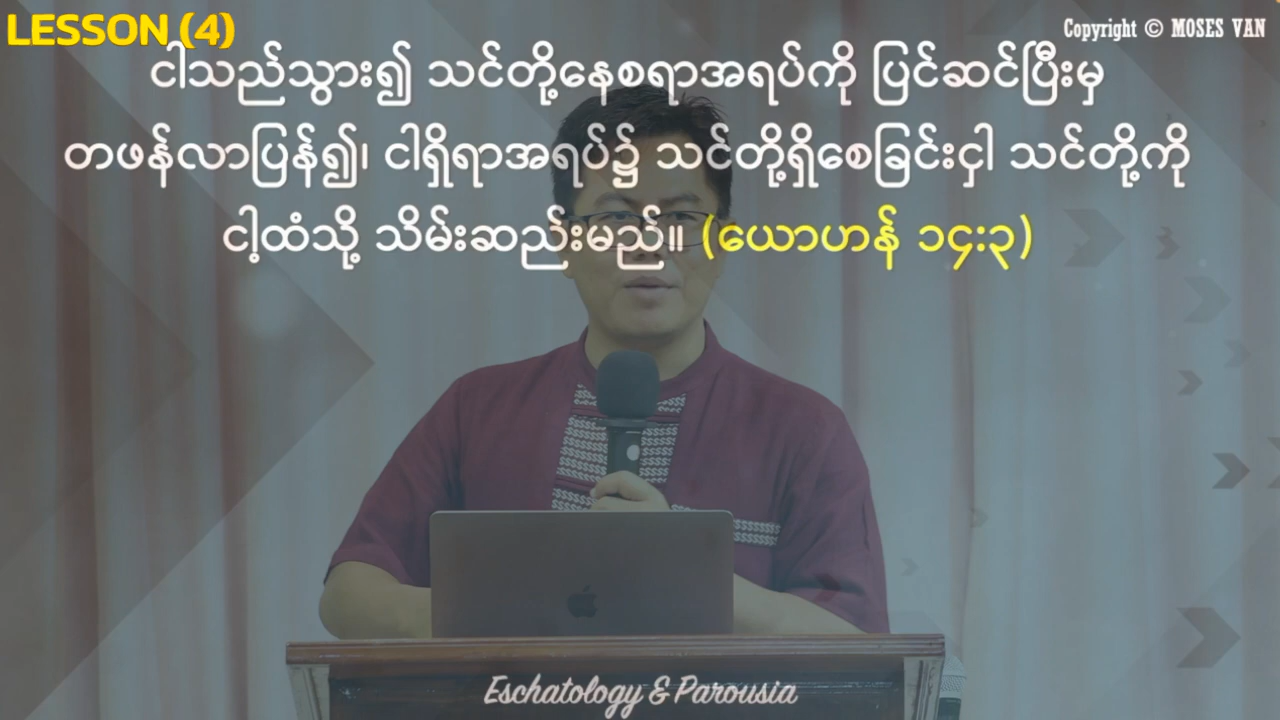 LESSON (4)
Copyright © MOSES VAN
ငါသည်သွား၍ သင်တို့နေစရာအရပ်ကို ပြင်ဆင်ပြီးမှ
တဖန်လာပြန်၍၊ ငါရှိရာအရပ်၌ သင်တို့ရှိစေခြင်းငှါ သင်တို့ကို
ငါ့ထံသို့ သိမ်းဆည်းမည်။ (ယောဟန် ၁၄း၃)
Eschatology & Parousia